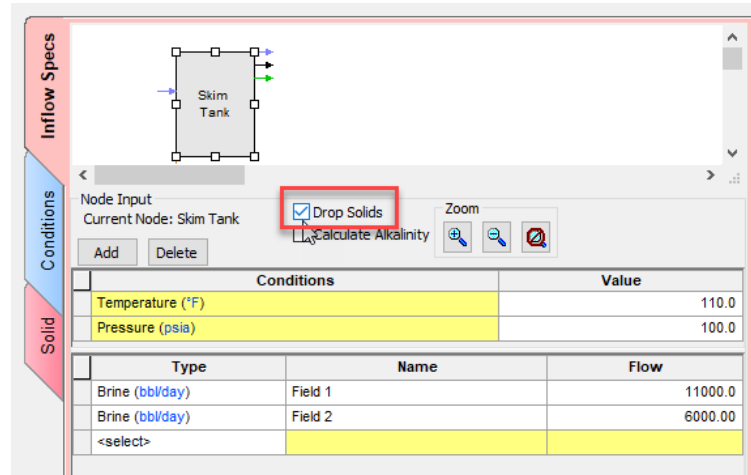 Inflow Specs
Conditions
Solid
Skim
Tank
Node Input
Current Node: Skim Tank
Add
Delete
Drop Solids
Calculate Alkalinity
Zoom
Conditions Value
Temperature (°F) 110.0
Pressure (psia) 100.0
Type Name Flow
Brine (bbl/day) Field 1 11000.0
Brine (bbl/day) Field 2 6000.00
<select>